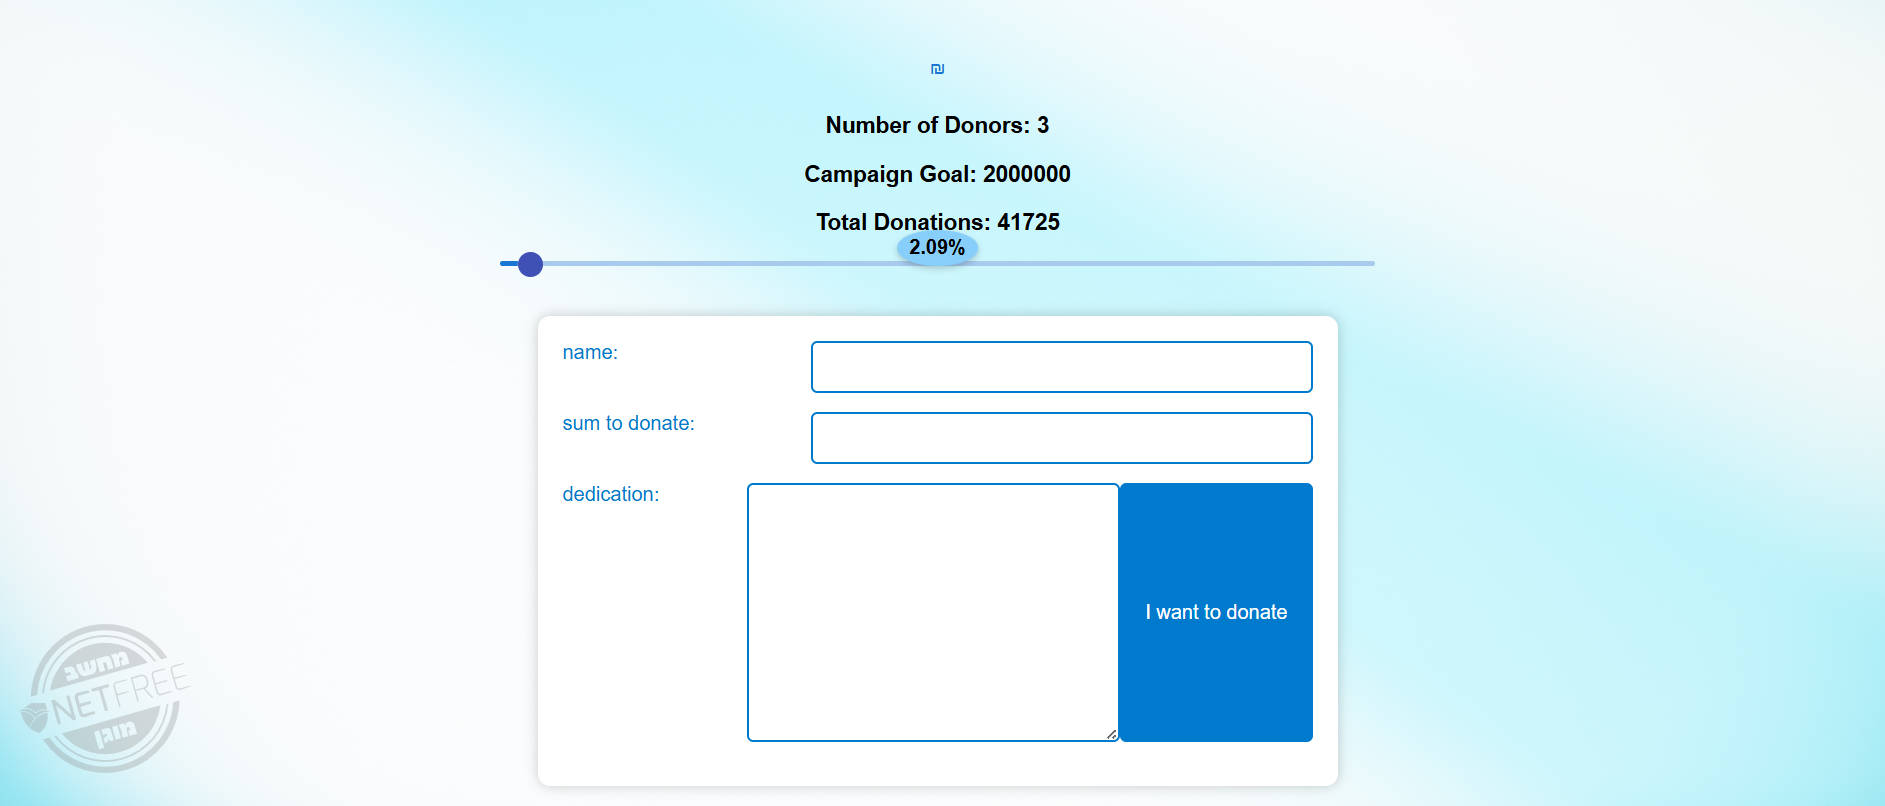 ₪
Number of Donors: 3
Campaign Goal: 2000000
Total Donations: 41725
2.09%
name:
sum to donate:
dedication:
I want to donate
מחשב
NETFREE
מוגן